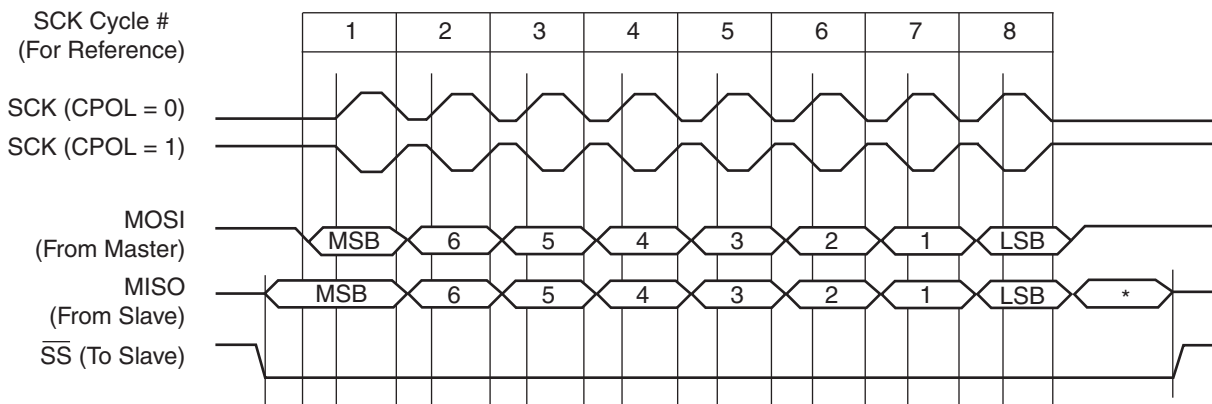 SCK Cycle #
(For Reference)
1 2 3 4 5 6 7 8
SCK (CPOL = 0)
SCK (CPOL = 1)
MOSI
(From Master)
MSB 6 5 4 3 2 1 LSB
MISO
(From Slave)
MSB 6 5 4 3 2 1 LSB *
SS (To Slave)